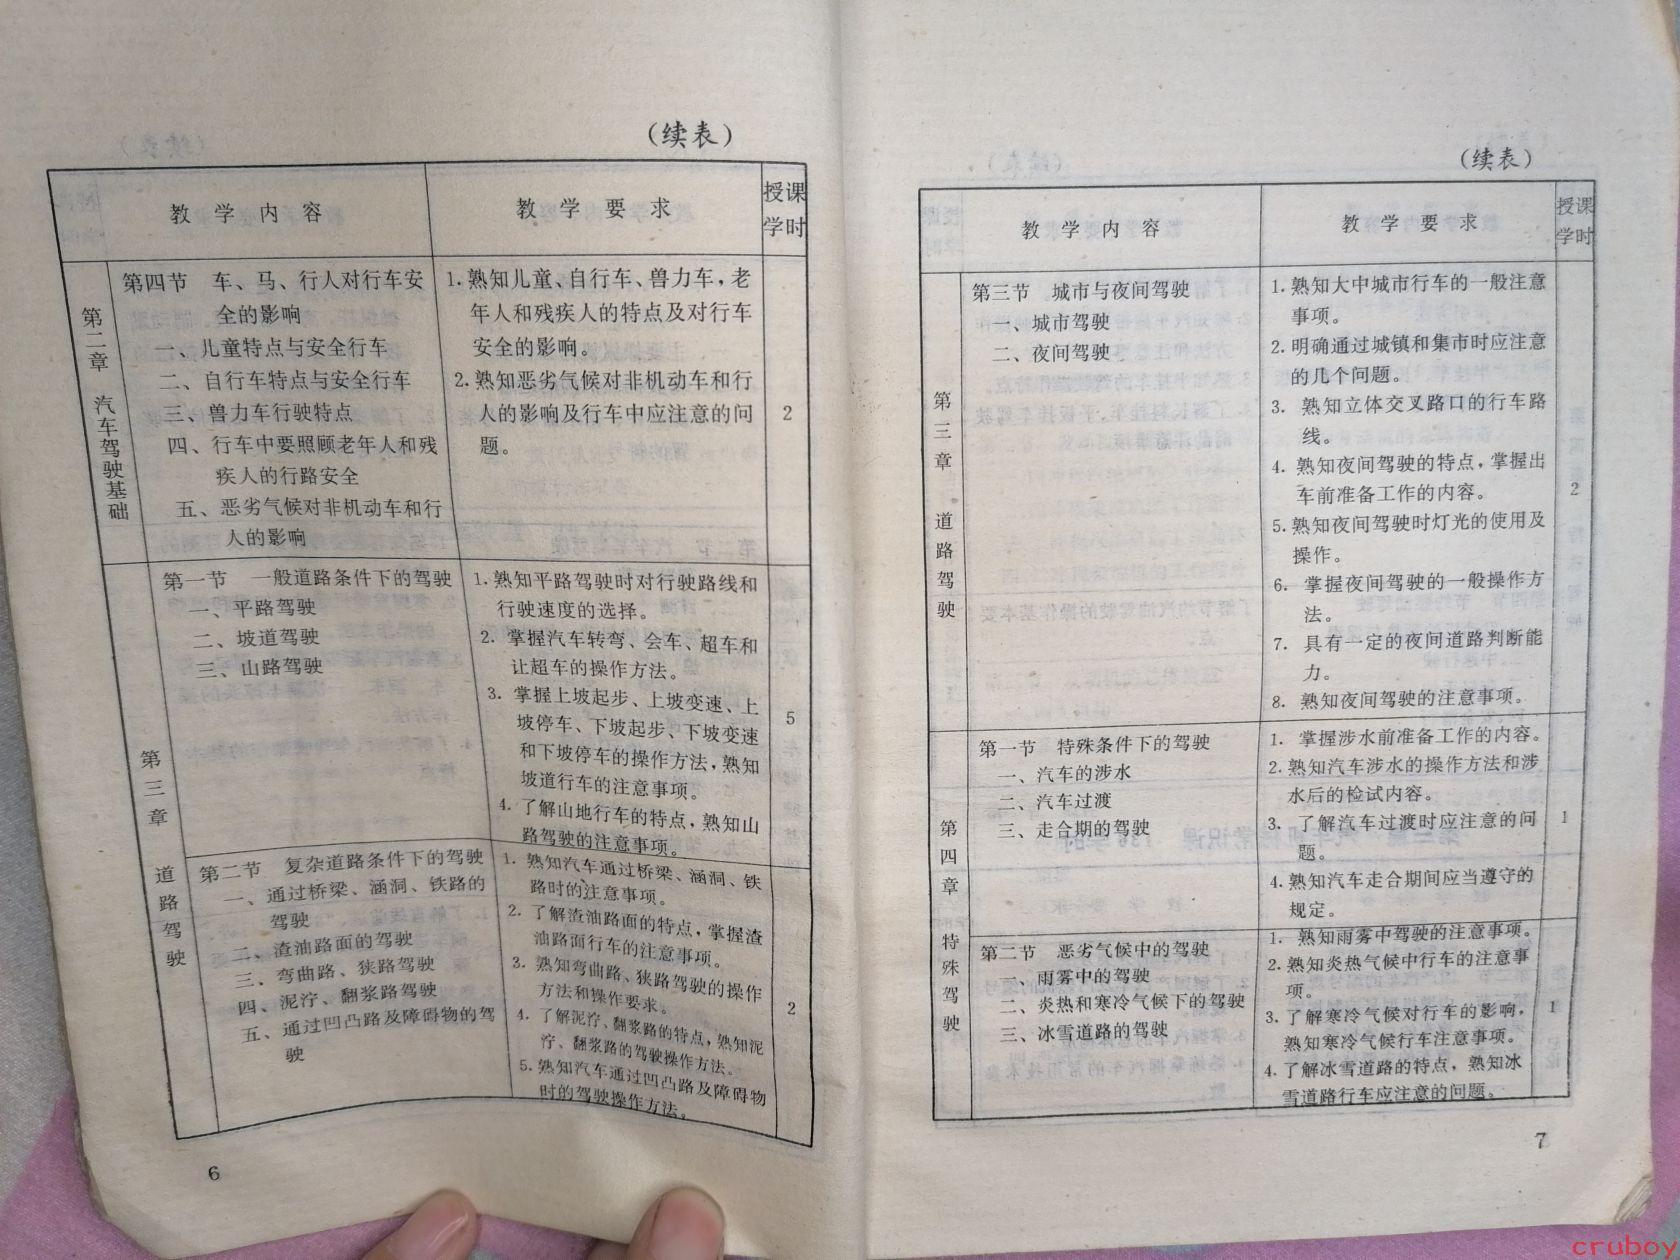 (续表)
教学内容
教学要求
授课
学时
第二章 汽车驾驶基础
第四节 车、马、行人对行车安
全的影响
一、儿童特点与安全行车
二、自行车特点与安全行车
三、兽力车行驶特点
四、行车中要照顾老年人和残
疾人的行路安全
五、恶劣气候对非机动车和行
人的影响
1.熟知儿童、自行车、兽力车，老
年人和残疾人的特点及对行车
安全的影响。
2.熟知恶劣气候对非机动车和行
人的影响及行车中应注意的问
题。
2
第三章 道路驾驶
第一节 一般道路条件下的驾驶
一、平路驾驶
二、坡道驾驶
三、山路驾驶
1.熟知平路驾驶时对行驶路线和
行驶速度的选择.
2.掌握汽车转弯、会车、超车和
让超车的操作方法。
3.掌握上坡起步、上坡变速、上
坡停车、下坡起步、下坡变速
和下坡停车的操作方法，熟知
坡道行车的注意事项。
4.了解山地行车的特点，熟知山
路驾驶的注意事项。
5
第二节 复杂道路条件下的驾驶
一、通过桥梁、涵洞、铁路的
驾驶
二、渣油路面的驾驶
三、弯曲路、狭路驾驶
四、泥泞、翻浆路驾驶
五、通过凹凸路及障碍物的驾
驶
1.熟知汽车通过桥梁、涵洞、铁
路时的注意事项。
2.了解渣油路面的特点，掌握渣
油路面行车的注意事项。
3.熟知弯曲路、狭路驾驶的操作
方法和操作要求。
4.了解泥泞、翻浆路的特点，熟知泥
泞、翻浆路的驾驶操作方法。
5.熟知汽车通过凹凸路及障碍物
时的驾驶操作方法。
2
6
(续表)
教学内容
教学要求
授课
学时
第三章 道路驾驶
第三节 城市与夜间驾驶
一、城市驾驶
二、夜间驾驶
1.熟知大中城市行车的一般注意
事项。
2.明确通过城镇和集市时应注意
的几个问题。
3.熟知立体交叉路口的行车路
线。
4.熟知夜间驾驶的特点，掌握出
车前准备工作的内容。
5.熟知夜间驾驶时灯光的使用及
操作。
6.掌握夜间驾驶的一般操作方
法。
7.具有一定的夜间道路判断能
力。
8.熟知夜间驾驶的注意事项。
2
第四章 特殊驾驶
第一节 特殊条件下的驾驶
一、汽车的涉水
二、汽车过渡
三、走合期的驾驶
1.掌握涉水前准备工作的内容。
2.熟知汽车涉水的操作方法和涉
水后的检试内容。
3.了解汽车过渡时应注意的问
题。
4.熟知汽车走合期间应当遵守的
规定。
1
第二节 恶劣气候中的驾驶
一、雨雾中的驾驶
二、炎热和寒冷气候下的驾驶
三、冰雪道路的驾驶
1.熟知雨雾中驾驶的注意事项。
2.熟知炎热气候中行车的注意事
项。
3.了解寒冷气候对行车的影响，
熟知寒冷气候行车注意事项。
4.了解冰雪道路的特点，熟知冰
雪道路行车应注意的问题。
1
7
cruboy